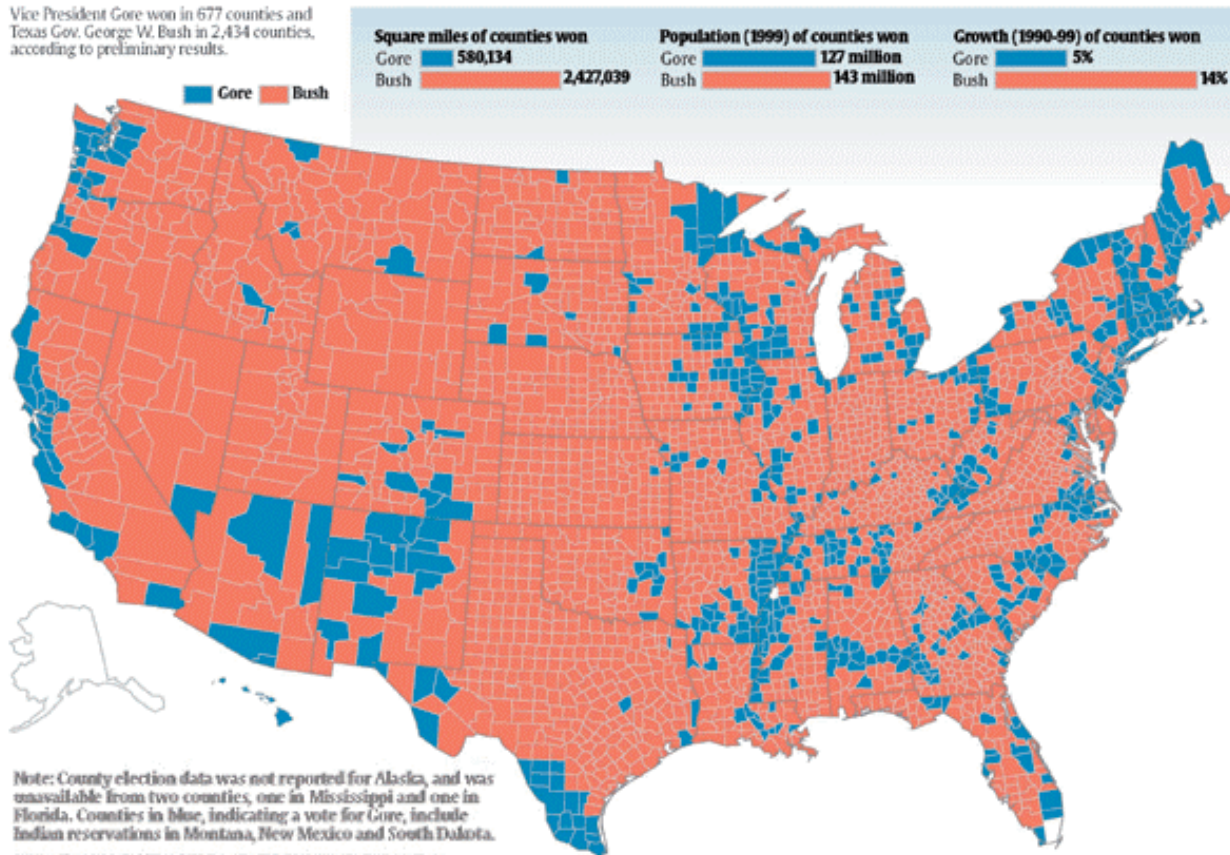 Vice President Gore won in 677 counties and
Texas Gov. George W. Bush in 2,434 counties,
according to preliminary results.
Gore Bush
Square miles of counties won
Gore 580,134
Bush 2,427,039
Population (1999) of counties won
Gore 127 million
Bush 143 million
Growth (1990-99) of counties won
Gore 5%
Bush 14%
Note: County election data was not reported for Alaska, and was
unavailable from two counties, one in Mississippi and one in
Florida. Counties in blue, indicating a vote for Gore, include
Indian reservations in Montana, New Mexico and South Dakota.